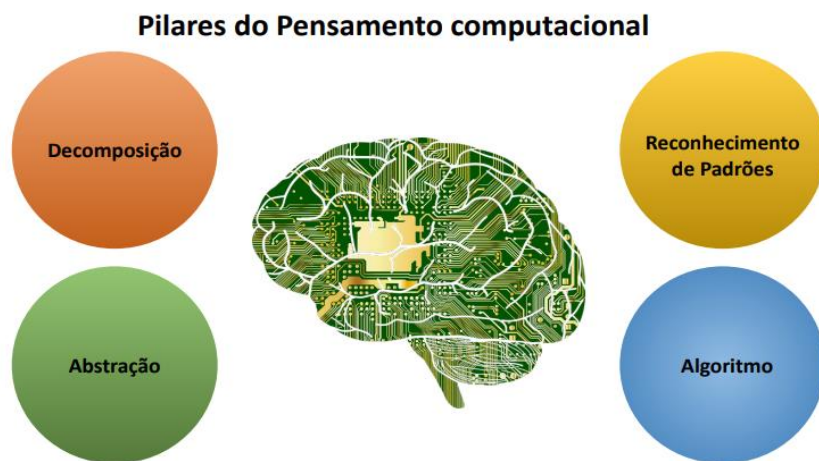 Pilares do Pensamento computacional
Decomposição
Reconhecimento
de Padrões
Abstração
Algoritmo